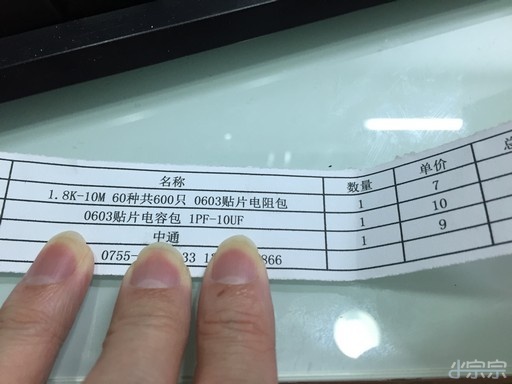 名称 数量 单价 总
1.8K-10M 60种共600只 0603贴片电阻包 1 7
0603贴片电容包 1PF-10UF 1 10
中通 1 9
0755- 33 1 866
小宗宗